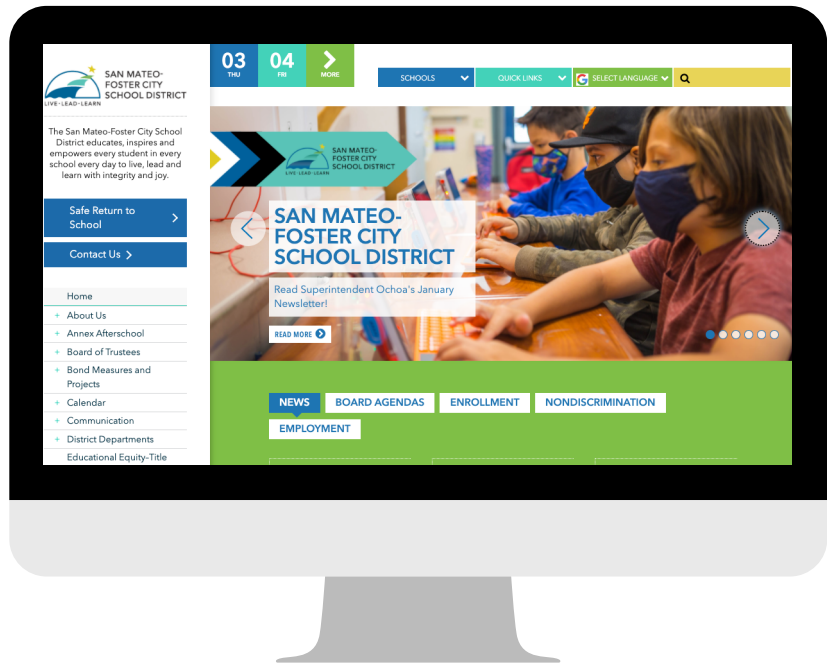 SAN MATEO-
FOSTER CITY
SCHOOL DISTRICT
LIVE-LEAD-LEARN
The San Mateo-Foster City School
District educates, inspires and
empowers every student in every
school every day to live, lead and
learn with integrity and joy.
Safe Return to
School
Contact Us
Home
+ About Us
+ Annex Afterschool
+ Board of Trustees
+ Bond Measures and
Projects
+ Calendar
+ Communication
+ District Departments
Educational Equity-Title
03
THU
04
FRI
MORE
SCHOOLS
QUICK LINKS
G SELECT LANGUAGE
SAN MATEO-
FOSTER CITY
SCHOOL DISTRICT
LIVE-LEAD-LEARN
SAN MATEO-
FOSTER CITY
SCHOOL DISTRICT
Read Superintendent Ochoa's January
Newsletter!
READ MORE
NEWS
BOARD AGENDAS
ENROLLMENT
NONDISCRIMINATION
EMPLOYMENT